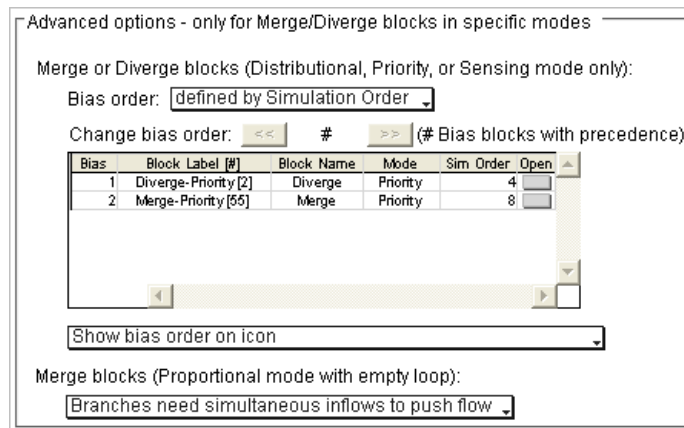 Advanced options - only for Merge/Diverge blocks in specific modes
Merge or Diverge blocks (Distributional, Priority, or Sensing mode only):
Bias order: defined by Simulation Order
Change bias order: << # >> (# Bias blocks with precedence)
Bias Block Label [#] Block Name Mode Sim Order Open
1 Diverge-Priority [2] Diverge Priority 4
2 Merge-Priority [55] Merge Priority 8
Show bias order on icon
Merge blocks (Proportional mode with empty loop):
Branches need simultaneous inflows to push flow